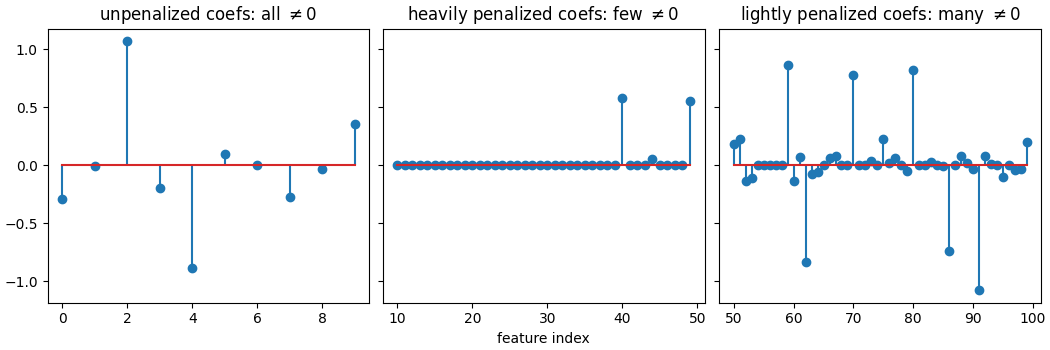 unpenalized coefs: all ≠0
heavily penalized coefs: few ≠0
lightly penalized coefs: many ≠0
1.0
0.5
0.0
−0.5
−1.0
0 2 4 6 8
10 20 30 40 50
50 60 70 80 90 100
feature index